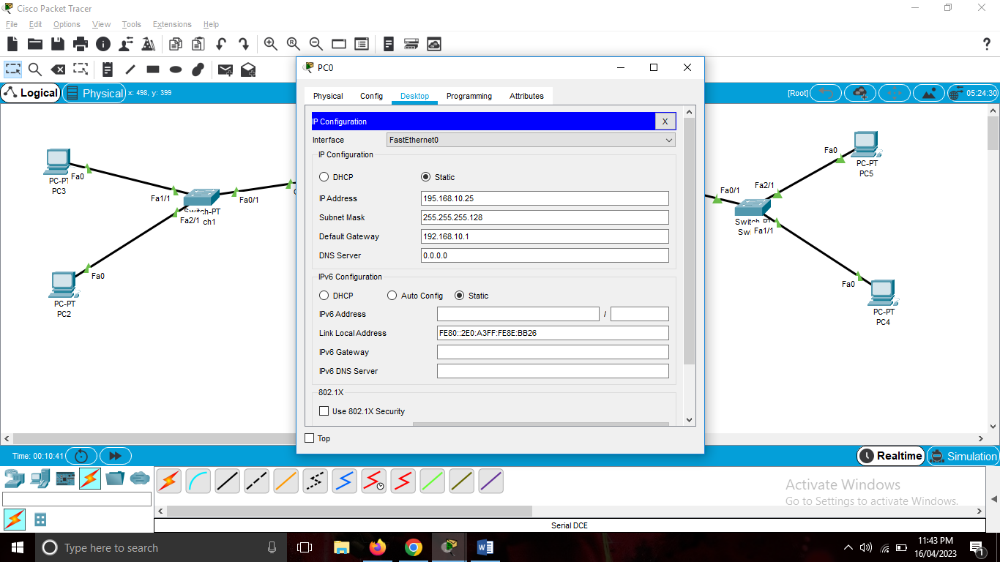 Cisco Packet Tracer
File Edit Options View Tools Extensions Help
?
PC0
Logical Physical x: 498, y: 399
[Root] 05:24:30
Physical Config Desktop Programming Attributes
IP Configuration X
Interface FastEthernet0
IP Configuration
DHCP Static
IP Address 195.168.10.25
Subnet Mask 255.255.255.128
Default Gateway 192.168.10.1
DNS Server 0.0.0.0
IPv6 Configuration
DHCP Auto Config Static
IPv6 Address /
Link Local Address FE80::2E0:A3FF:FE8E:BB26
IPv6 Gateway
IPv6 DNS Server
802.1X
Use 802.1X Security
Top
PC-PT Fa0
PC3
Fa1/1
Fa0/1
Switch-PT
Fa2/1 ch1
Fa0
PC-PT
PC2
Fa0
PC-PT
PC5
Fa2/1
Fa0/1
Switch-PT
Sw Fa1/1
Fa0
PC-PT
PC4
Time: 00:10:41 Realtime Simulation
Activate Windows
Go to Settings to activate Windows.
Serial DCE
Type here to search
11:43 PM
16/04/2023
1